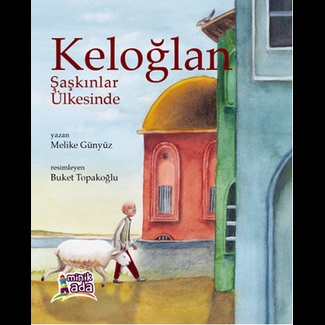 Keloğlan
Şaşkınlar
Ülkesinde
yazan
Melike Günyüz
resimleyen
Buket Topakoğlu
minik
ada